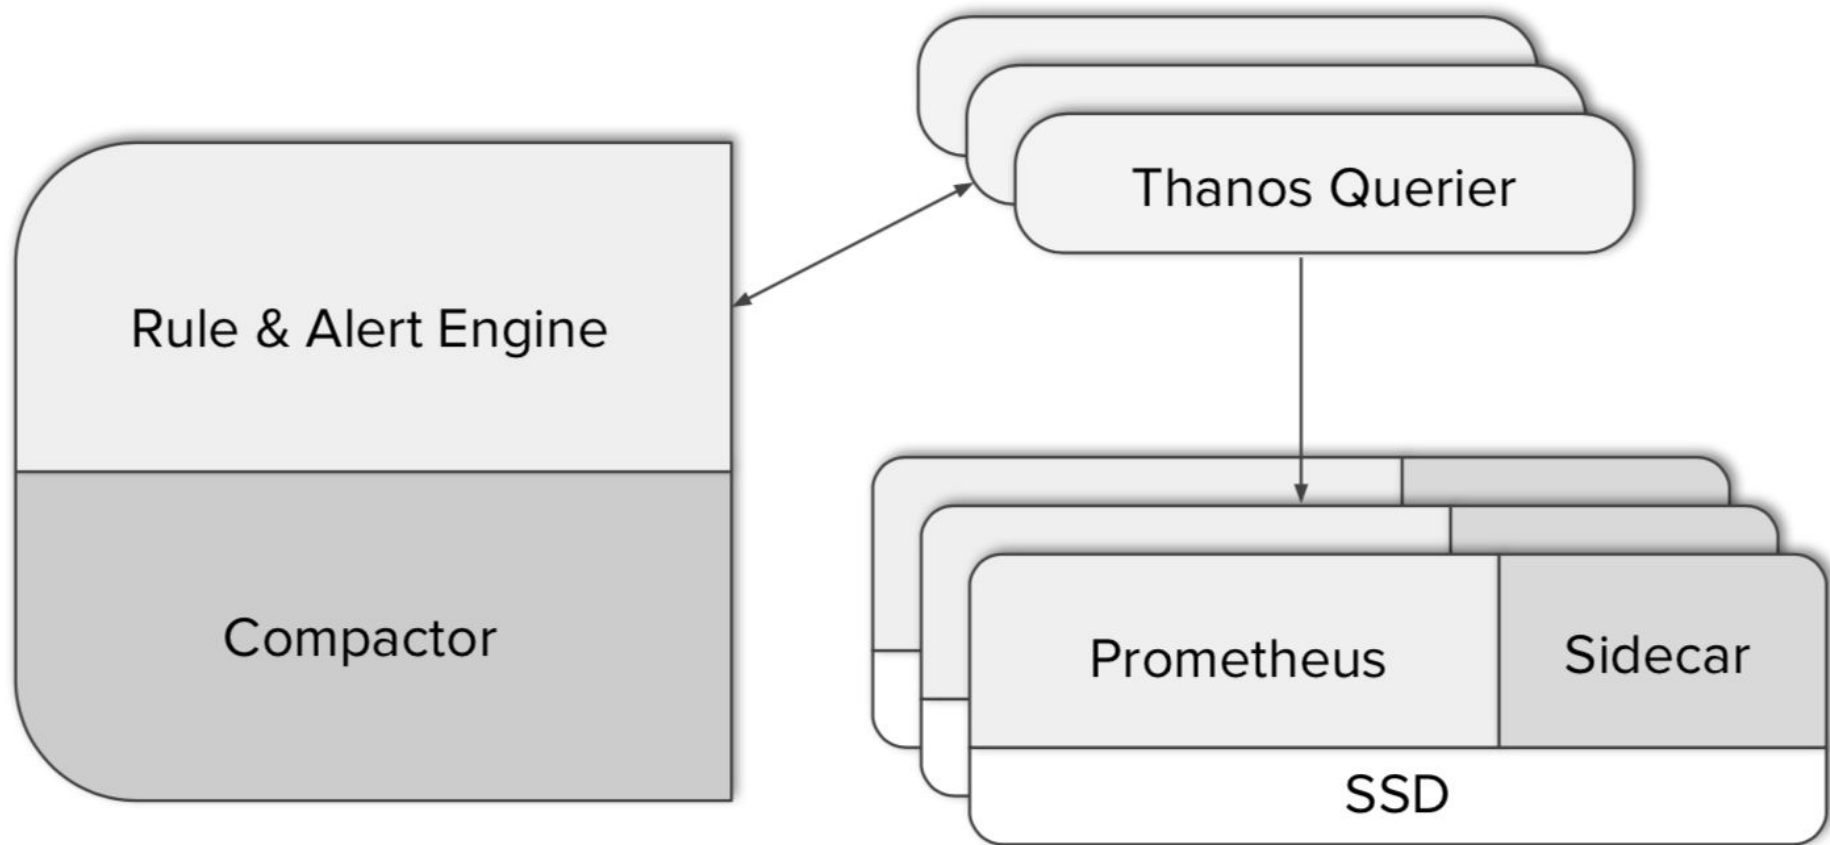 Thanos Querier
Rule & Alert Engine
Compactor
Prometheus
Sidecar
SSD